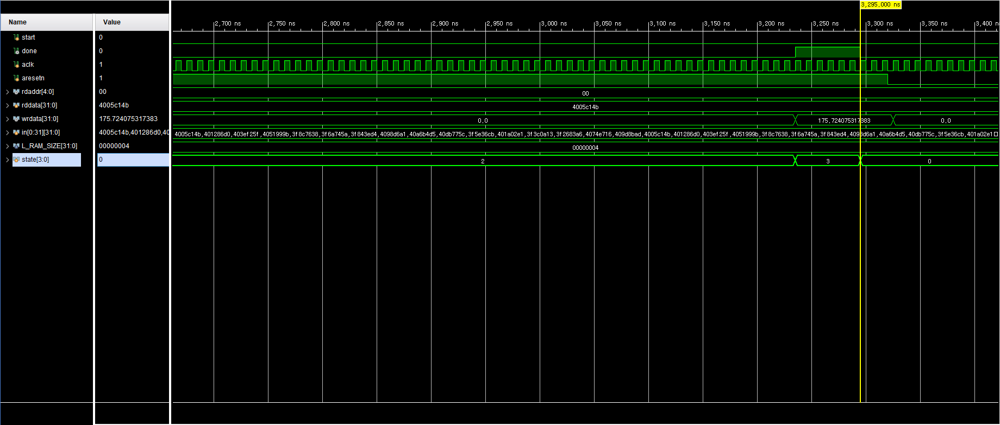 3,295,000 ns
Name Value
2,700 ns 2,750 ns 2,800 ns 2,850 ns 2,900 ns 2,950 ns 3,000 ns 3,050 ns 3,100 ns 3,150 ns 3,200 ns 3,250 ns 3,300 ns 3,350 ns 3,400 n
start 0
done 0
aclk 1
aresetn 1
rdaddr[4:0] 00 00
rddata[31:0] 4005c14b 4005c14b
wrdata[31:0] 175.724075317383 0.0 175.724075317383 0.0
in[0:31][31:0] 4005c14b,401286d0,40 4005c14b,401286d0,403ef25f,4051999b,3f8c7638,3f6a745a,3f843ed4,4098d6a1,40a6b4d5,40db775c,3f5e36cb,401a02e1,3f3c0a13,3f2683a6,4074e716,409d8bad,4005c14b,401286d0,403ef25f,4051999b,3f8c7638,3f6a745a,3f843ed4,4098d6a1,40a6b4d5,40db775c,3f5e36cb,401a02e1
L_RAM_SIZE[31:0] 00000004 00000004
state[3:0] 0 2 3 0